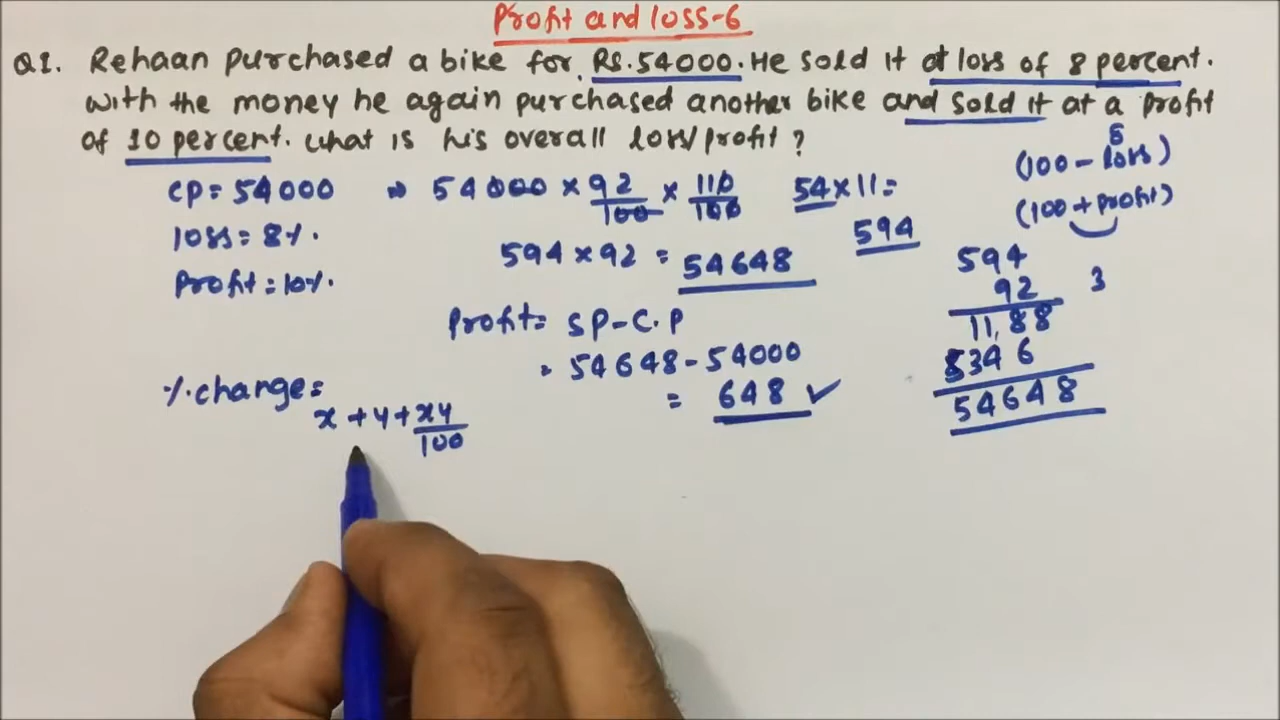 Profit and loss-6
Q1. Rehaan purchased a bike for Rs.54000. He sold it at loss of 8 percent.
with the money he again purchased another bike and sold it at a profit
of 10 percent. what is his overall loss/profit?
CP = 54000
loss = 8%.
Profit = 10%.
⇒ 54000 × 92/100 × 110/100
54 × 11 =
594
594 × 92 = 54648
Profit = SP - C.P
= 54648 - 54000
= 648 ✓
8
(100 - loss)
(100 + profit)
594
92
3
11,88
5346
54648
%.change =
x + y + xy/100